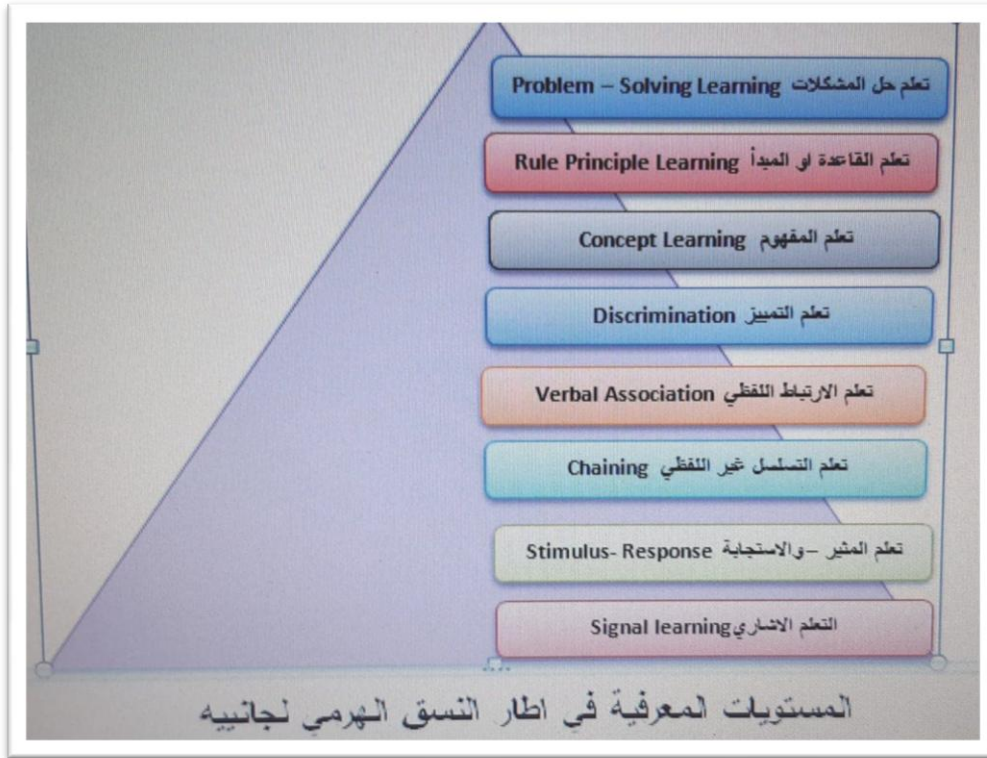 تعلم حل المشكلات Problem – Solving Learning
تعلم القاعدة او المبدأ Rule Principle Learning
تعلم المفهوم Concept Learning
تعلم التمييز Discrimination
تعلم الارتباط اللفظي Verbal Association
تعلم التسلسل غير اللفظي Chaining
تعلم المثير –والاستجابة Stimulus- Response
التعلم الاشاري Signal learning
المستويات المعرفية في اطار النسق الهرمي لجانييه